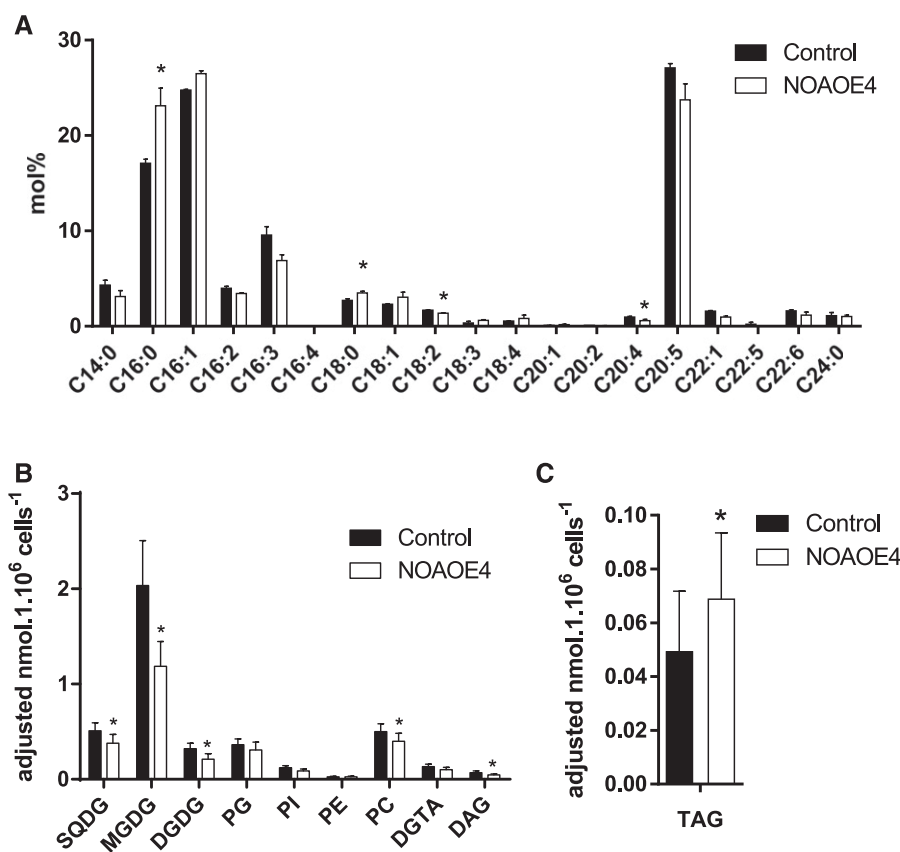 A
30
20
10
0
mol%
*
*
*
*
Control
NOAOE4
C14:0 C16:0 C16:1 C16:2 C16:3 C16:4 C18:0 C18:1 C18:2 C18:3 C18:4 C20:1 C20:2 C20:4 C20:5 C22:1 C22:5 C22:6 C24:0
B
3
2
1
0
adjusted nmol.1.10⁶ cells⁻¹
Control
NOAOE4
*
*
*
*
*
SQDG MGDG DGDG PG PI PE PC DGTA DAG
C
0.10
0.08
0.06
0.04
0.02
0.00
adjusted nmol.1.10⁶ cells⁻¹
*
Control
NOAOE4
TAG